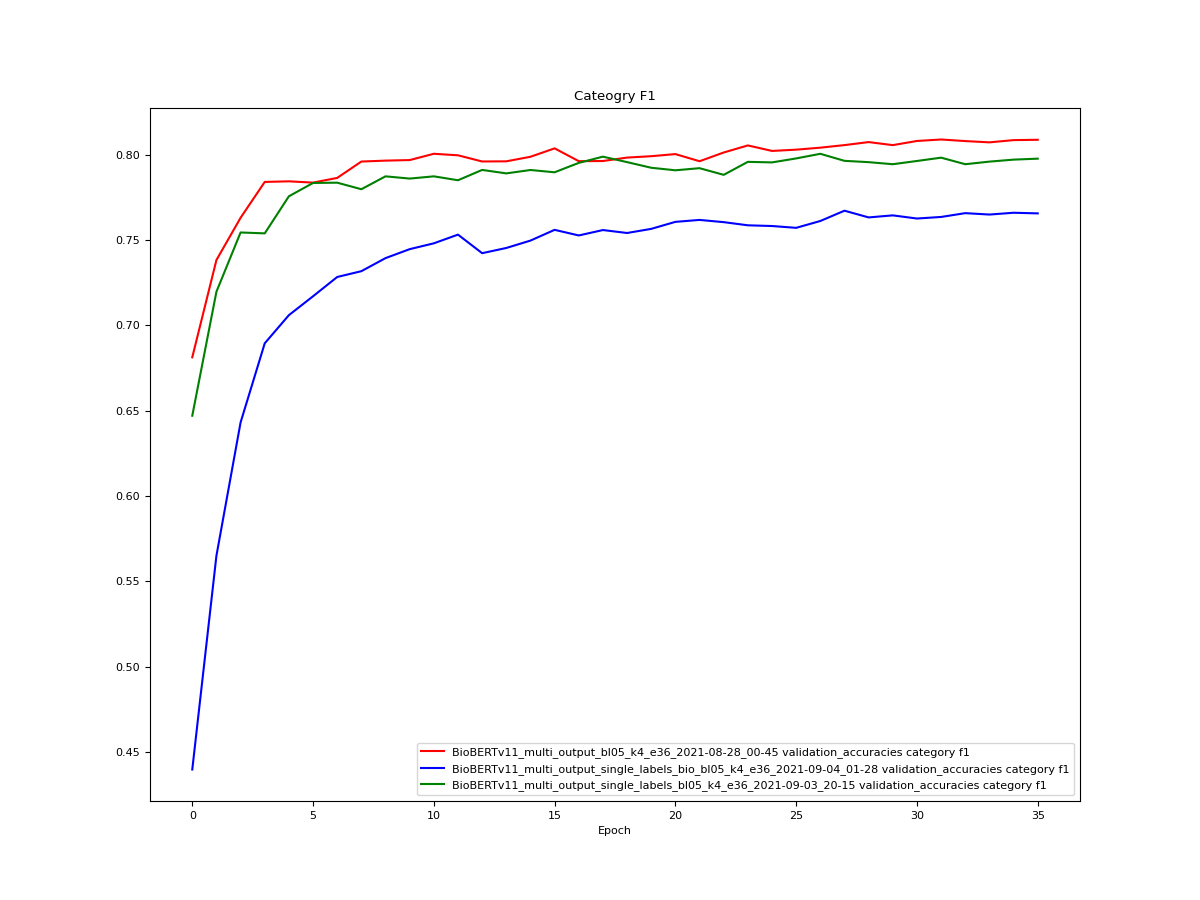 Cateogry F1
0.80
0.75
0.70
0.65
0.60
0.55
0.50
0.45
BioBERTv11_multi_output_bl05_k4_e36_2021-08-28_00-45 validation_accuracies category f1
BioBERTv11_multi_output_single_labels_bio_bl05_k4_e36_2021-09-04_01-28 validation_accuracies category f1
BioBERTv11_multi_output_single_labels_bl05_k4_e36_2021-09-03_20-15 validation_accuracies category f1
0 5 10 15 20 25 30 35
Epoch